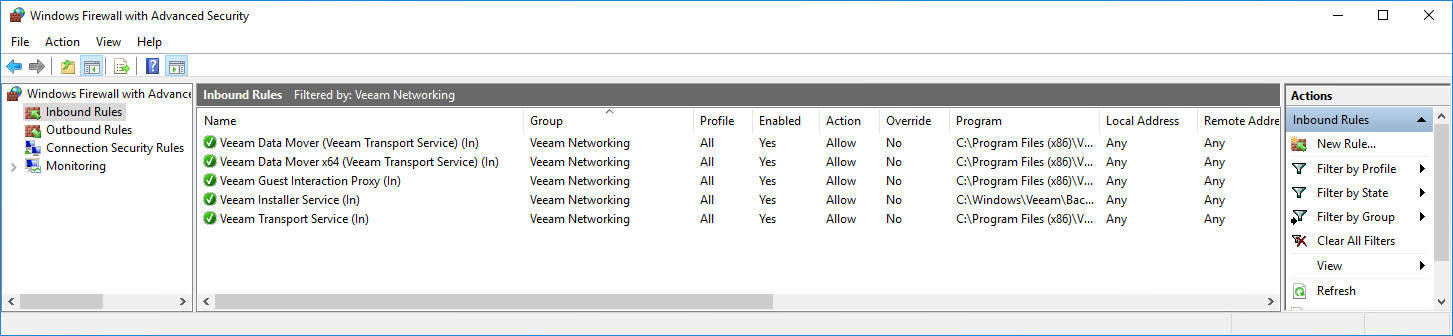 Windows Firewall with Advanced Security
File Action View Help
Windows Firewall with Advance
Inbound Rules
Outbound Rules
Connection Security Rules
Monitoring
Inbound Rules Filtered by: Veeam Networking
Name Group Profile Enabled Action Override Program Local Address Remote Addre
Veeam Data Mover (Veeam Transport Service) (In) Veeam Networking All Yes Allow No C:\Program Files (x86)\V... Any Any
Veeam Data Mover x64 (Veeam Transport Service) (In) Veeam Networking All Yes Allow No C:\Program Files (x86)\V... Any Any
Veeam Guest Interaction Proxy (In) Veeam Networking All Yes Allow No C:\Program Files (x86)\V... Any Any
Veeam Installer Service (In) Veeam Networking All Yes Allow No C:\Windows\Veeam\Bac... Any Any
Veeam Transport Service (In) Veeam Networking All Yes Allow No C:\Program Files (x86)\V... Any Any
Actions
Inbound Rules
New Rule...
Filter by Profile
Filter by State
Filter by Group
Clear All Filters
View
Refresh